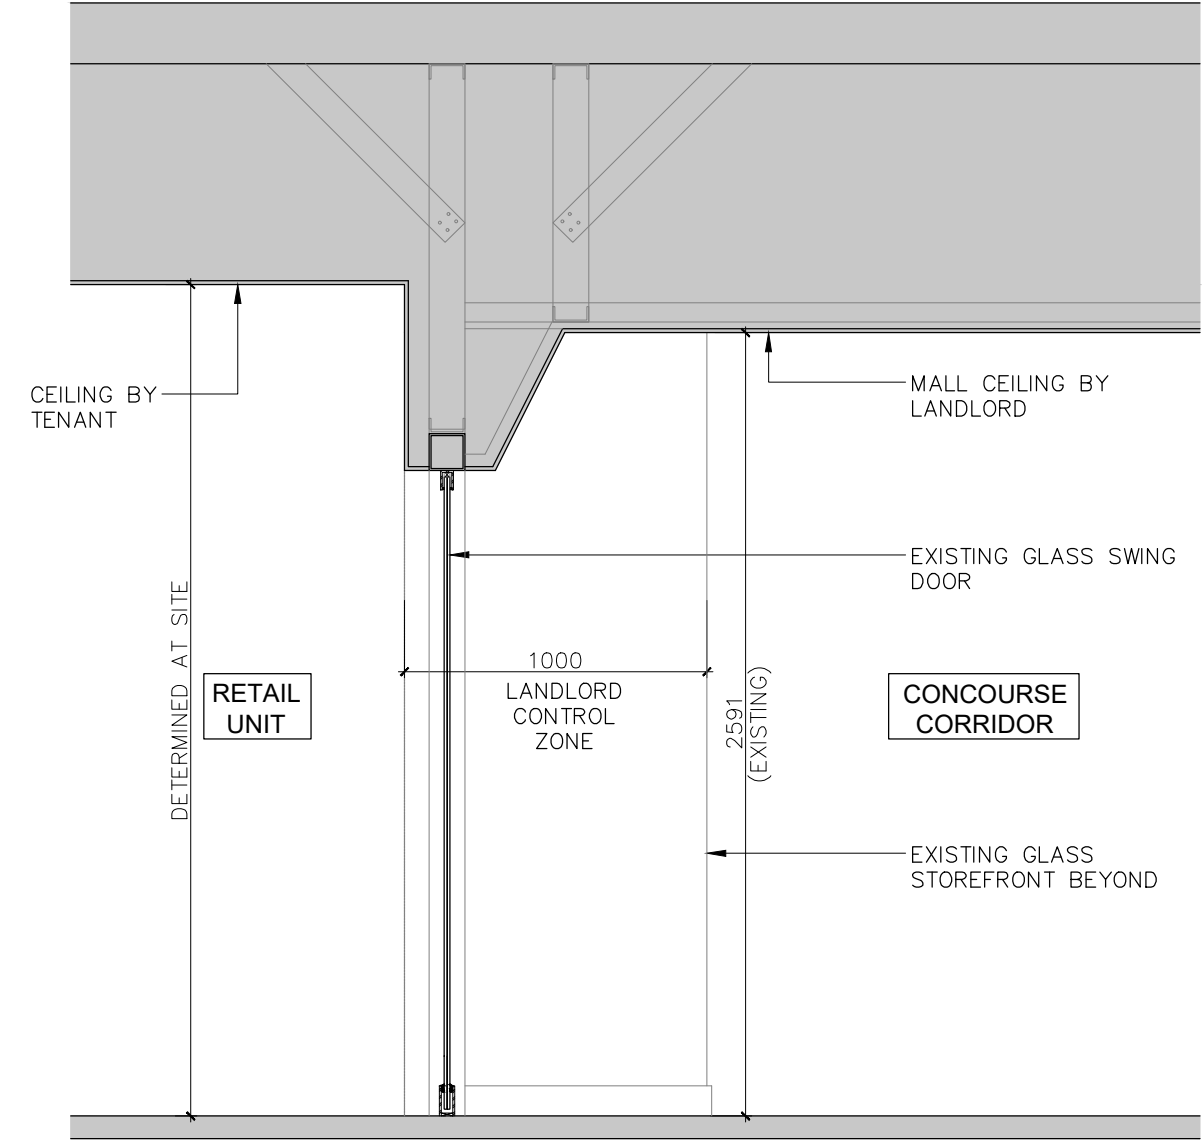 CEILING BY
TENANT
MALL CEILING BY
LANDLORD
EXISTING GLASS SWING
DOOR
DETERMINED AT SITE
RETAIL
UNIT
1000
LANDLORD
CONTROL
ZONE
2591
(EXISTING)
CONCOURSE
CORRIDOR
EXISTING GLASS
STOREFRONT BEYOND